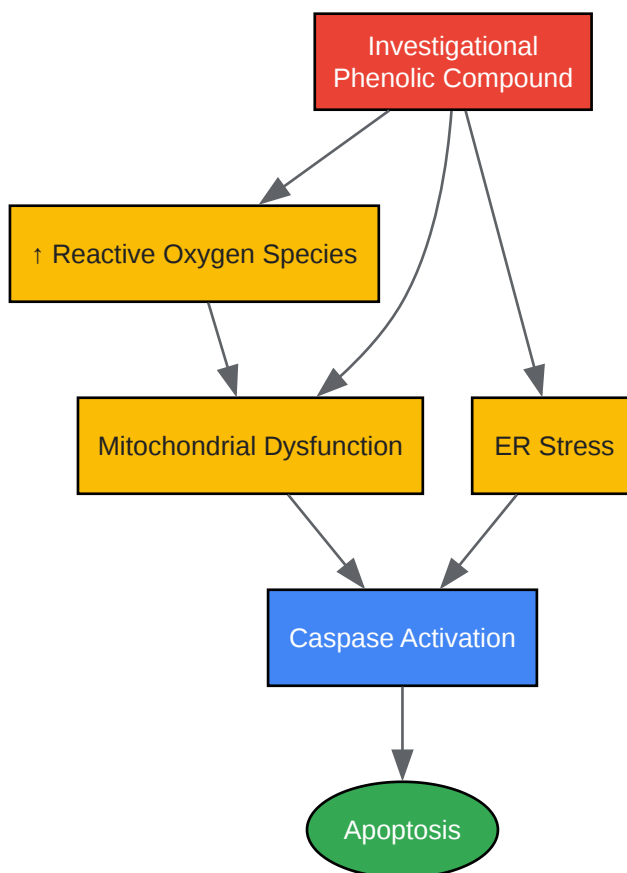 Investigational
Phenolic Compound
↑ Reactive Oxygen Species
Mitochondrial Dysfunction
ER Stress
Caspase Activation
Apoptosis